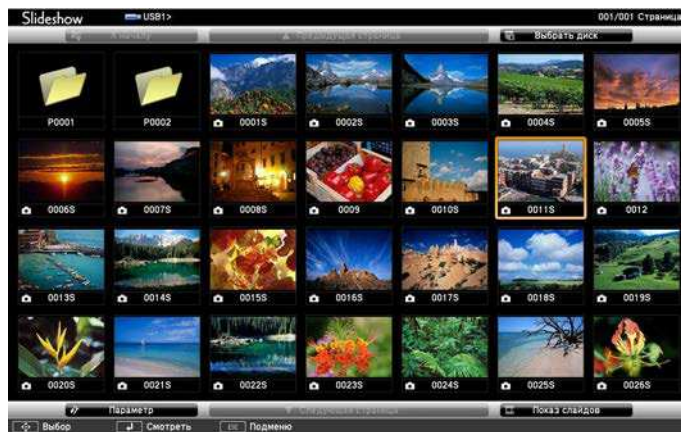 Slideshow USB1> 001/001 Страница
К началу Предыдущая страница Выбрать диск
P0001 P0002 0001S 0002S 0003S 0004S 0005S
0006S 0007S 0008S 0009 0010S 0011S 0012
0013S 0014S 0015S 0016S 0017S 0018S 0019S
0020S 0021S 0022S 0023S 0024S 0025S 0026S
Параметр Следующая страница Показ слайдов
Выбор Смотреть ESC Подменю